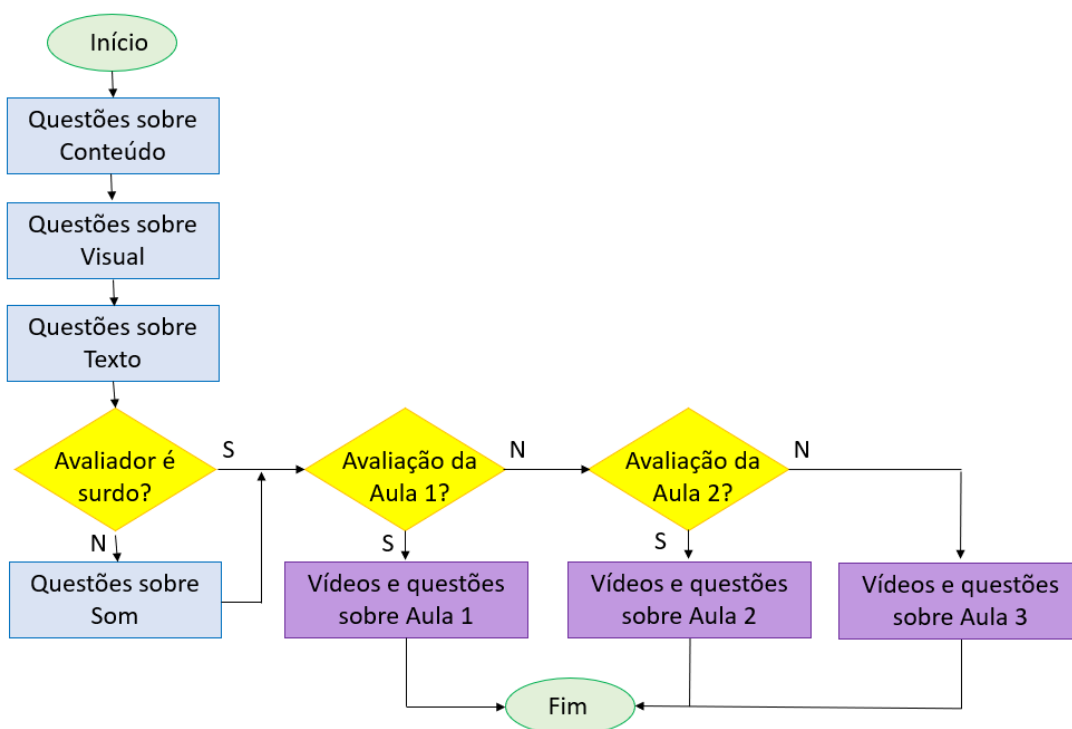 Início
Questões sobre
Conteúdo
Questões sobre
Visual
Questões sobre
Texto
Avaliador é
surdo?
S
N
Questões sobre
Som
Avaliação da
Aula 1?
N
S
Vídeos e questões
sobre Aula 1
Avaliação da
Aula 2?
N
S
Vídeos e questões
sobre Aula 2
Vídeos e questões
sobre Aula 3
Fim